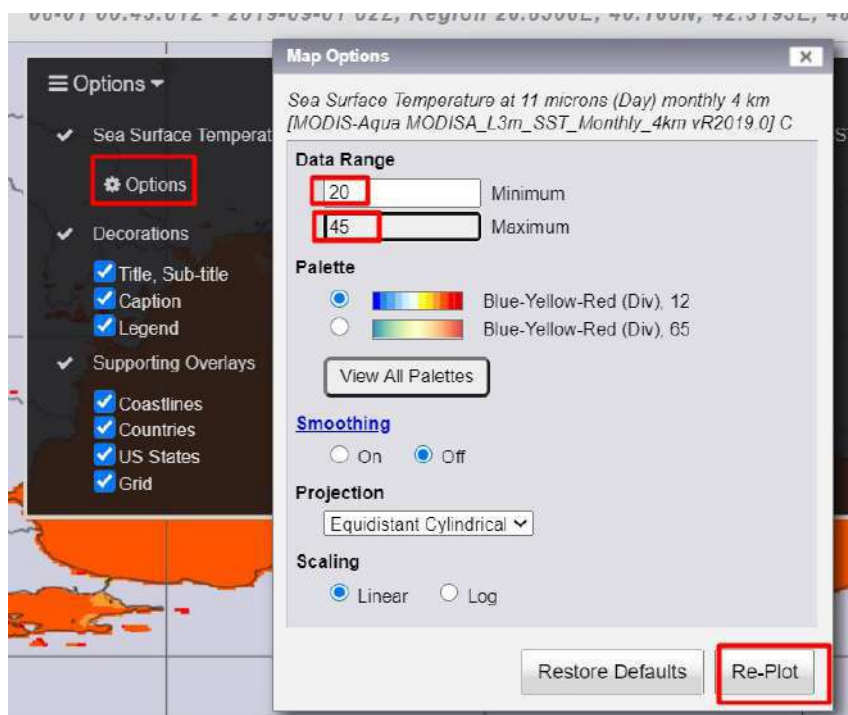 Map Options
Options
Sea Surface Temperature at 11 microns (Day) monthly 4 km
[MODIS-Aqua MODISA_L3m_SST_Monthly_4km vR2019.0] C
Sea Surface Temperat
Options
Decorations
Title, Sub-title
Caption
Legend
Supporting Overlays
Coastlines
Countries
US States
Grid
Data Range
20 Minimum
45 Maximum
Palette
Blue-Yellow-Red (Div), 12
Blue-Yellow-Red (Div), 65
View All Palettes
Smoothing
On Off
Projection
Equidistant Cylindrical
Scaling
Linear Log
Restore Defaults Re-Plot